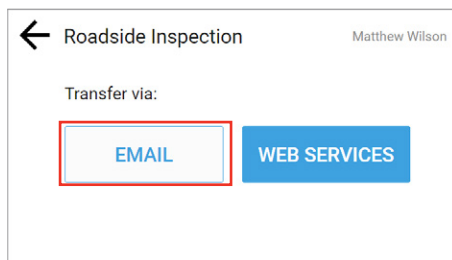 Roadside Inspection
Matthew Wilson
Transfer via:
EMAIL
WEB SERVICES